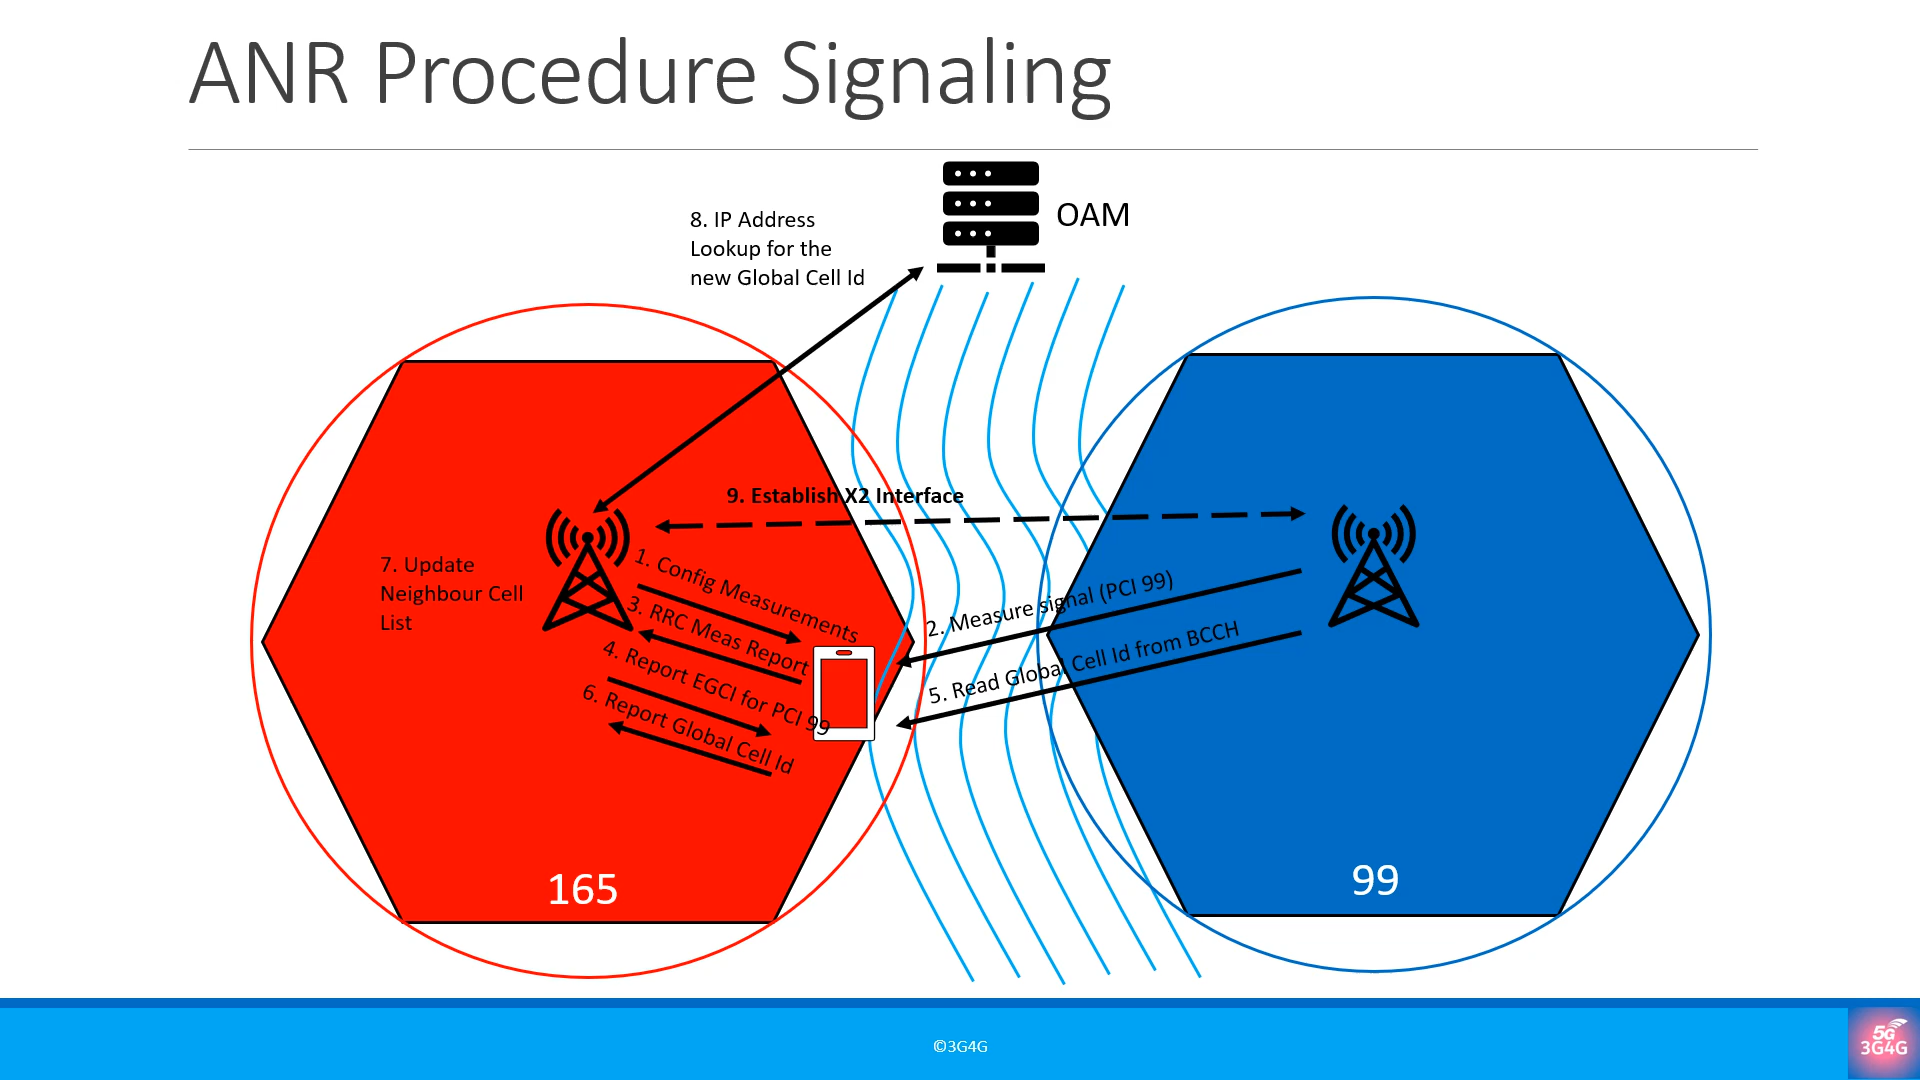 ANR Procedure Signaling
OAM
8. IP Address
Lookup for the
new Global Cell Id
9. Establish X2 Interface
7. Update
Neighbour Cell
List
1. Config Measurements
3. RRC Meas Report
4. Report EGCI for PCI 99
6. Report Global Cell Id
2. Measure signal (PCI 99)
5. Read Global Cell Id from BCCH
165
99
©3G4G
5G
3G4G